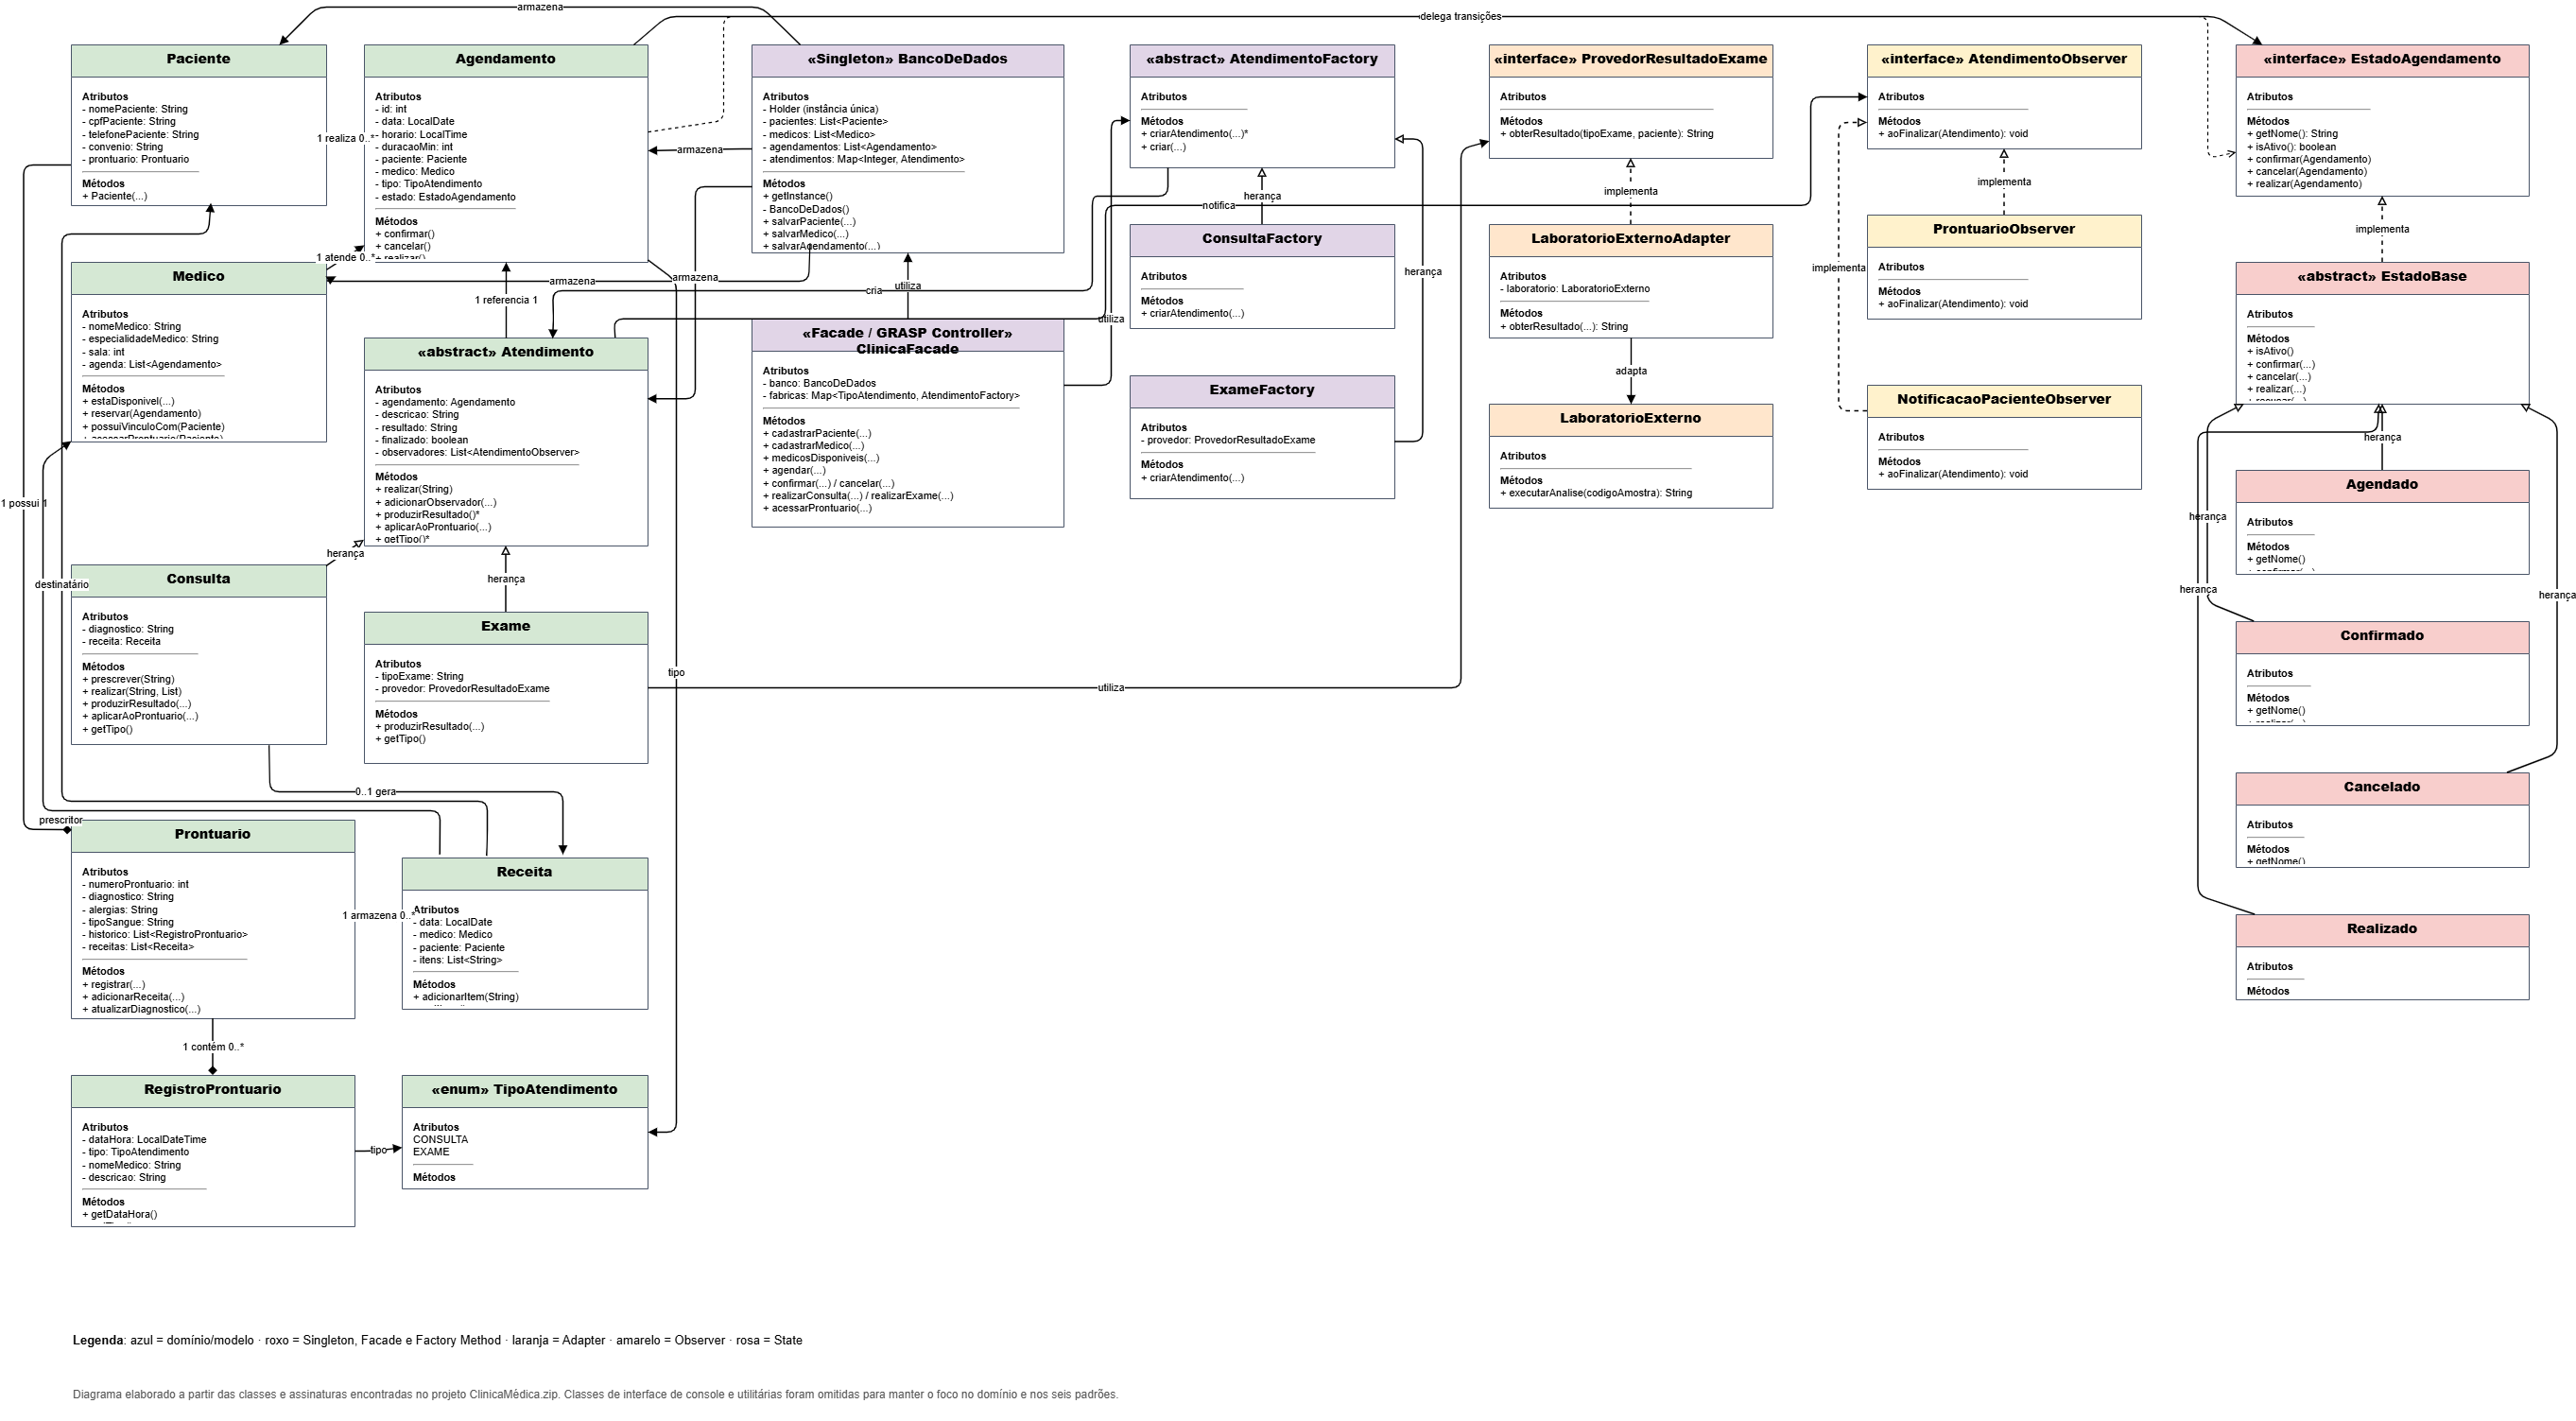 armazena
delega transições
Paciente
Atributos
- nomePaciente: String
- cpfPaciente: String
- telefonePaciente: String
- convenio: String
- prontuario: Prontuario
Métodos
+ Paciente(...)
1 realiza 0..*
Agendamento
Atributos
- id: int
- data: LocalDate
- horario: LocalTime
- duracaoMin: int
- paciente: Paciente
- medico: Medico
- tipo: TipoAtendimento
- estado: EstadoAgendamento
Métodos
+ confirmar()
+ cancelar()
+ realizar()
armazena
«Singleton» BancoDeDados
Atributos
- Holder (instância única)
- pacientes: List<Paciente>
- medicos: List<Medico>
- agendamentos: List<Agendamento>
- atendimentos: Map<Integer, Atendimento>
Métodos
+ getInstance()
- BancoDeDados()
+ salvarPaciente(...)
+ salvarMedico(...)
+ salvarAgendamento(...)
«abstract» AtendimentoFactory
Atributos
Métodos
+ criarAtendimento(...)*
+ criar(...)
herança
notifica
«interface» ProvedorResultadoExame
Atributos
Métodos
+ obterResultado(tipoExame, paciente): String
implementa
«interface» AtendimentoObserver
Atributos
Métodos
+ aoFinalizar(Atendimento): void
implementa
«interface» EstadoAgendamento
Atributos
Métodos
+ getNome(): String
+ isAtivo(): boolean
+ confirmar(Agendamento)
+ cancelar(Agendamento)
+ realizar(Agendamento)
implementa
1 atende 0..*
Medico
Atributos
- nomeMedico: String
- especialidadeMedico: String
- sala: int
- agenda: List<Agendamento>
Métodos
+ estaDisponivel(...)
+ reservar(Agendamento)
+ possuiVinculoCom(Paciente)
+ acessarProntuario(Paciente)
armazena
armazena
1 referencia 1
cria
utiliza
utiliza
«abstract» Atendimento
Atributos
- agendamento: Agendamento
- descricao: String
- resultado: String
- finalizado: boolean
- observadores: List<AtendimentoObserver>
Métodos
+ realizar(String)
+ adicionarObservador(...)
+ produzirResultado()*
+ aplicarAoProntuario(...)
+ getTipo()*
«Facade / GRASP Controller»
ClinicaFacade
Atributos
- banco: BancoDeDados
- fabricas: Map<TipoAtendimento, AtendimentoFactory>
Métodos
+ cadastrarPaciente(...)
+ cadastrarMedico(...)
+ medicosDisponiveis(...)
+ agendar(...)
+ confirmar(...) / cancelar(...)
+ realizarConsulta(...) / realizarExame(...)
+ acessarProntuario(...)
ConsultaFactory
Atributos
Métodos
+ criarAtendimento(...)
herança
ExameFactory
Atributos
- provedor: ProvedorResultadoExame
Métodos
+ criarAtendimento(...)
LaboratorioExternoAdapter
Atributos
- laboratorio: LaboratorioExterno
Métodos
+ obterResultado(...): String
adapta
LaboratorioExterno
Atributos
Métodos
+ executarAnalise(codigoAmostra): String
ProntuarioObserver
Atributos
Métodos
+ aoFinalizar(Atendimento): void
implementa
NotificacaoPacienteObserver
Atributos
Métodos
+ aoFinalizar(Atendimento): void
«abstract» EstadoBase
Atributos
Métodos
+ isAtivo()
+ confirmar(...)
+ cancelar(...)
+ realizar(...)
herança
Agendado
Atributos
Métodos
+ getNome()
+ confirmar(...)
herança
herança
herança
Confirmado
Atributos
Métodos
+ getNome()
+ realizar(...)
Cancelado
Atributos
Métodos
+ getNome()
Realizado
Atributos
Métodos
1 possui 1
destinatário
herança
herança
Consulta
Atributos
- diagnostico: String
- receita: Receita
Métodos
+ prescrever(String)
+ realizar(String, List)
+ produzirResultado(...)
+ aplicarAoProntuario(...)
+ getTipo()
Exame
Atributos
- tipoExame: String
- provedor: ProvedorResultadoExame
Métodos
+ produzirResultado(...)
+ getTipo()
tipo
utiliza
0..1 gera
prescritor
Prontuario
Atributos
- numeroProntuario: int
- diagnostico: String
- alergias: String
- tipoSangue: String
- historico: List<RegistroProntuario>
- receitas: List<Receita>
Métodos
+ registrar(...)
+ adicionarReceita(...)
+ atualizarDiagnostico(...)
1 armazena 0..*
Receita
Atributos
- data: LocalDate
- medico: Medico
- paciente: Paciente
- itens: List<String>
Métodos
+ adicionarItem(String)
1 contém 0..*
RegistroProntuario
Atributos
- dataHora: LocalDateTime
- tipo: TipoAtendimento
- nomeMedico: String
- descricao: String
Métodos
+ getDataHora()
tipo
«enum» TipoAtendimento
Atributos
CONSULTA
EXAME
Métodos
Legenda: azul = domínio/modelo · roxo = Singleton, Facade e Factory Method · laranja = Adapter · amarelo = Observer · rosa = State
Diagrama elaborado a partir das classes e assinaturas encontradas no projeto ClinicaMédica.zip. Classes de interface de console e utilitárias foram omitidas para manter o foco no domínio e nos seis padrões.